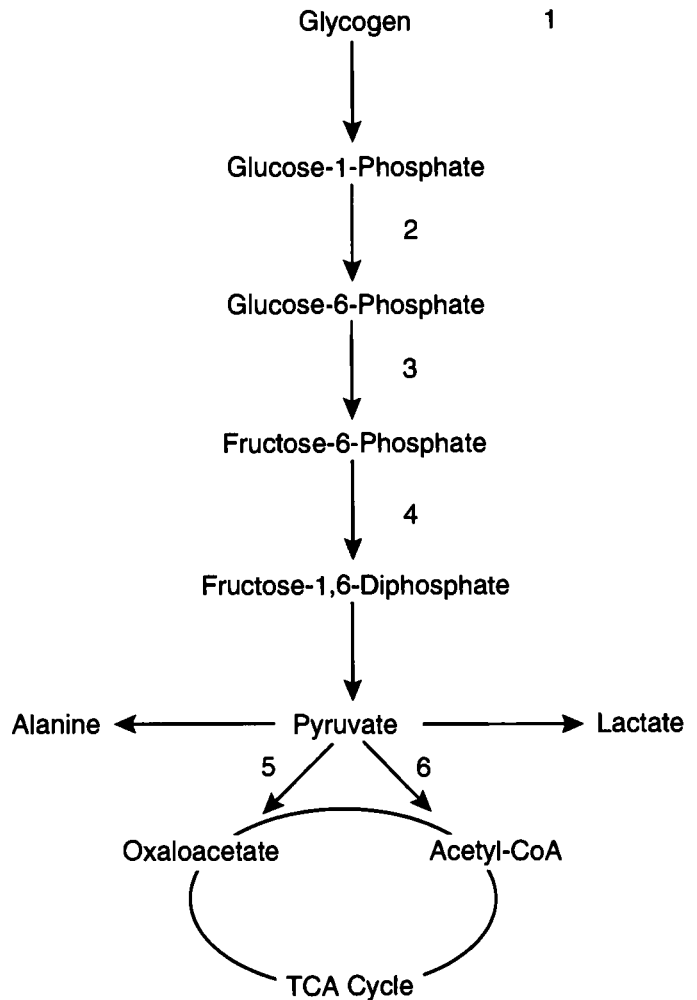 Glycogen 1
Glucose-1-Phosphate
2
Glucose-6-Phosphate
3
Fructose-6-Phosphate
4
Fructose-1,6-Diphosphate
Alanine Pyruvate Lactate
5 6
Oxaloacetate Acetyl-CoA
TCA Cycle